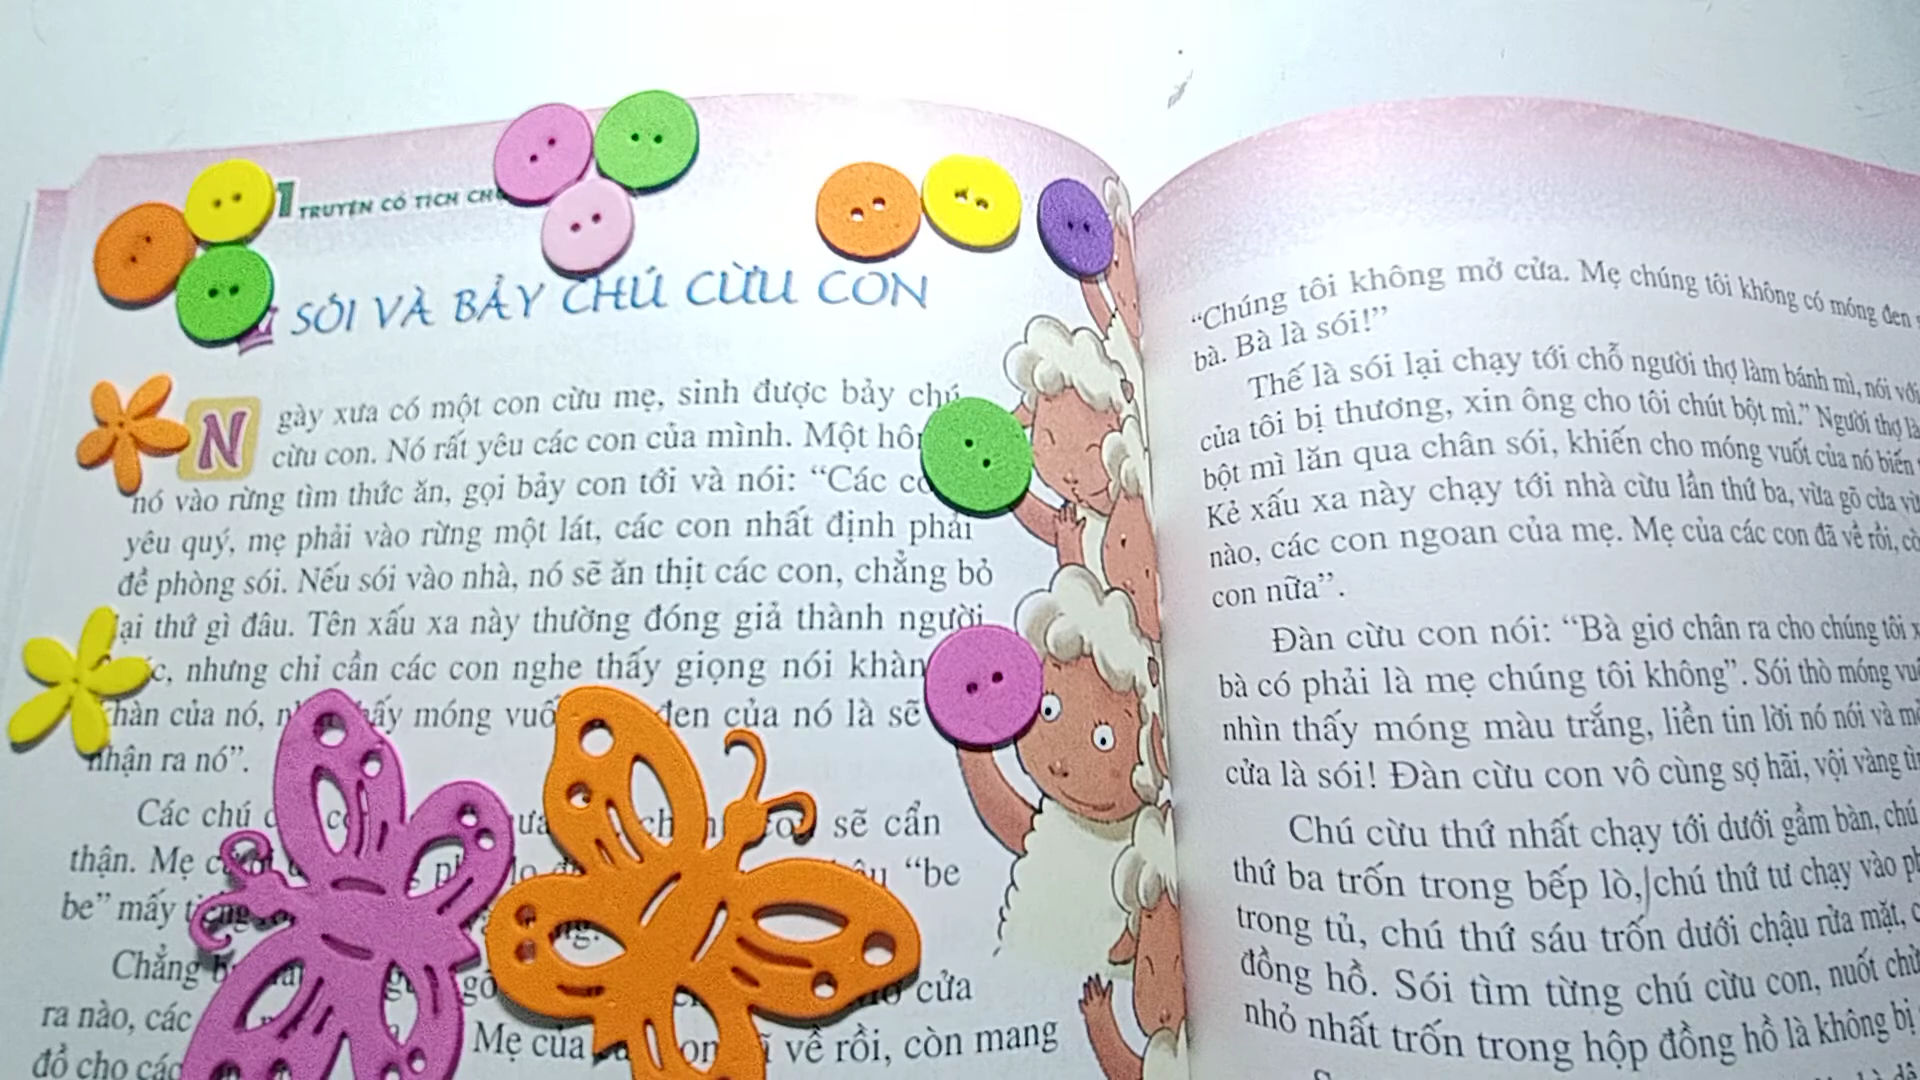 1 TRUYỆN CỔ TÍCH
SÓI VÀ BẢY CHÚ CỪU CON
Ngày xưa có một con cừu mẹ, sinh được bảy chú
cừu con. Nó rất yêu các con của mình. Một
nó vào rừng tìm thức ăn, gọi bảy con tới và nói: “Các
yêu quý, mẹ phải vào rừng một lát, các con nhất định phải
đề phòng sói. Nếu sói vào nhà, nó sẽ ăn thịt các con, chẳng bỏ
lại thứ gì đâu. Tên xấu xa này thường đóng giả thành người
nhưng chỉ cần các con nghe thấy giọng nói
của nó, móng đen của nó là sẽ
nhận ra nó”.
Các chú sẽ cẩn
thận. Mẹ “be
be” mấy
Chẳng cửa
ra nào, các Mẹ của về rồi, còn mang
đồ cho các
“Chúng tôi không mở cửa. Mẹ chúng tôi không có móng đen
bà. Bà là sói!”
Thế là sói lại chạy tới chỗ người thợ làm bánh mì, nói
của tôi bị thương, xin ông cho tôi chút bột mì.” Người thợ
bột mì lăn qua chân sói, khiến cho móng vuốt của nó biến
Kẻ xấu xa này chạy tới nhà cừu lần thứ ba, vừa gõ cửa
nào, các con ngoan của mẹ. Mẹ của các con đã về rồi,
con nữa”.
Đàn cừu con nói: “Bà giơ chân ra cho chúng tôi
bà có phải là mẹ chúng tôi không”. Sói thò móng
nhìn thấy móng màu trắng, liền tin lời nó nói và
cửa là sói! Đàn cừu con vô cùng sợ hãi, vội vàng
Chú cừu thứ nhất chạy tới dưới gầm bàn, chú
thứ ba trốn trong bếp lò, chú thứ tư chạy vào
trong tủ, chú thứ sáu trốn dưới chậu rửa mặt,
đồng hồ. Sói tìm từng chú cừu con, nuốt
nhỏ nhất trốn trong hộp đồng hồ là không bị